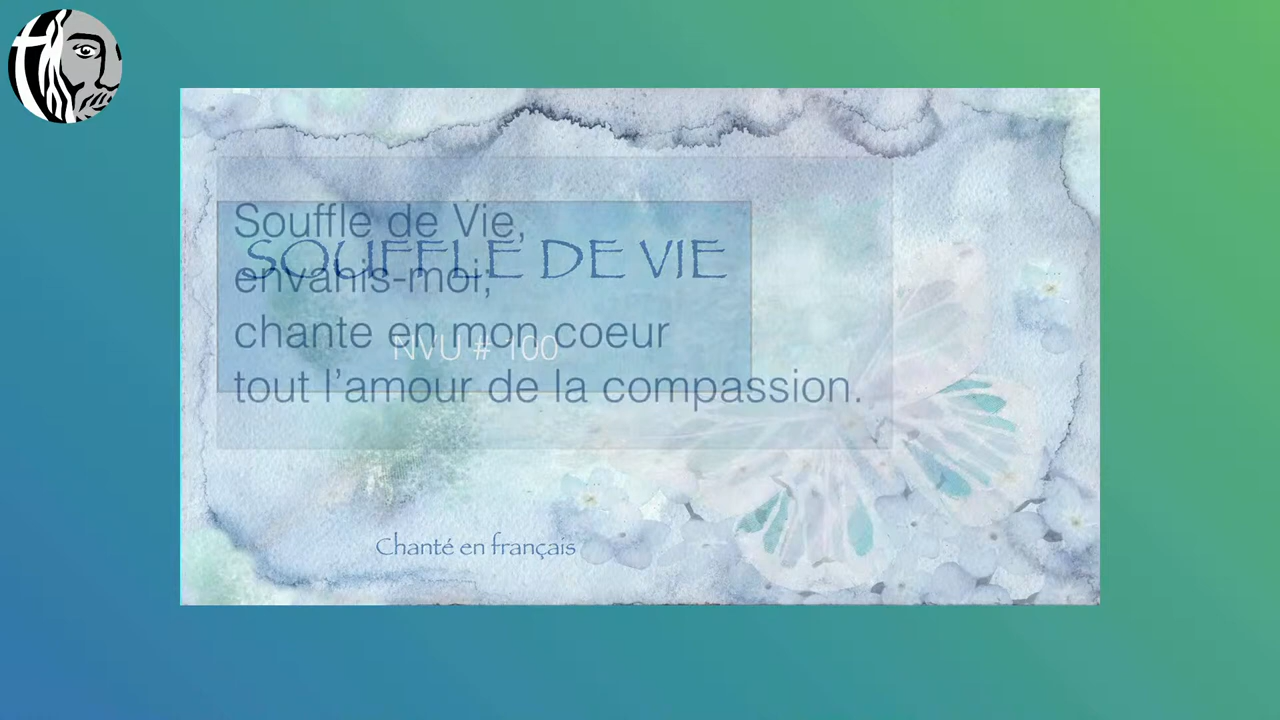 Souffle de Vie,
SOUFFLE DE VIE
envahis-moi;
chante en mon coeur
NVU # 100
tout l’amour de la compassion.
Chanté en français